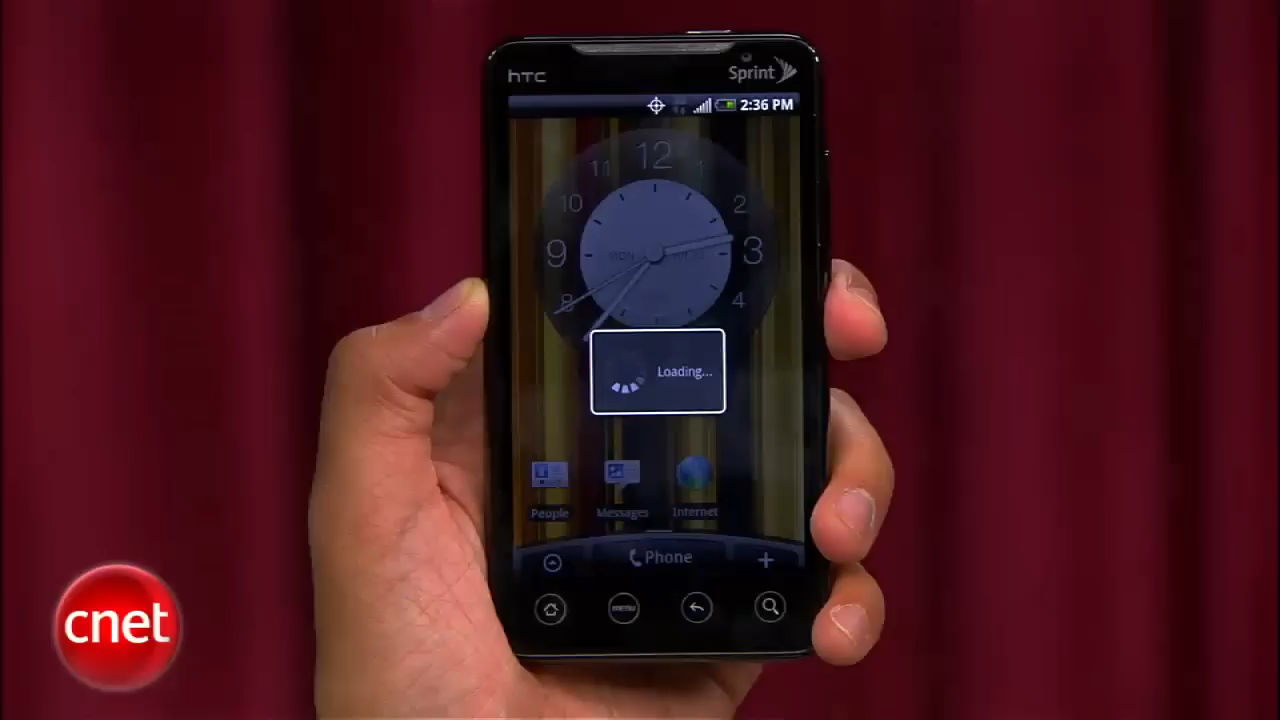 hTC
Sprint
2:36 PM
12
11
1
10
2
9
MON
3
8
4
Loading...
People
Messages
Internet
Phone
MENU
cnet